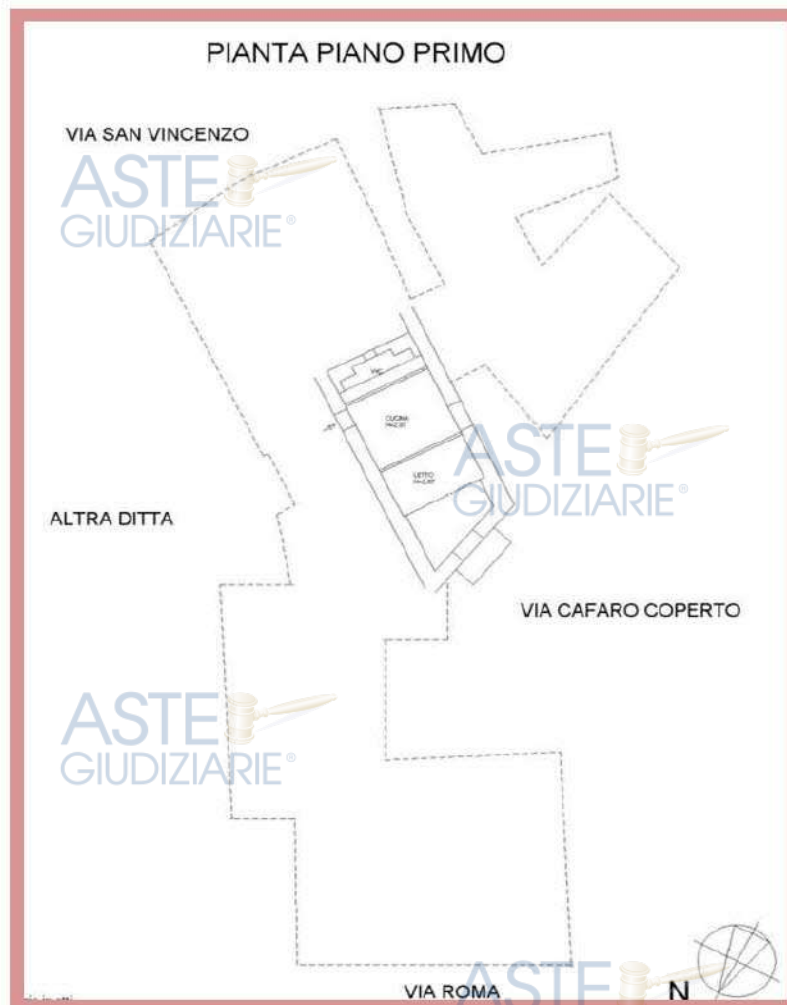 PIANTA PIANO PRIMO
VIA SAN VINCENZO
ASTE
GIUDIZIARIE®
CUCINA
ASTE
GIUDIZIARIE®
LETTO
ALTRA DITTA
VIA CAFARO COPERTO
ASTE
GIUDIZIARIE®
ASTE
VIA ROMA
N